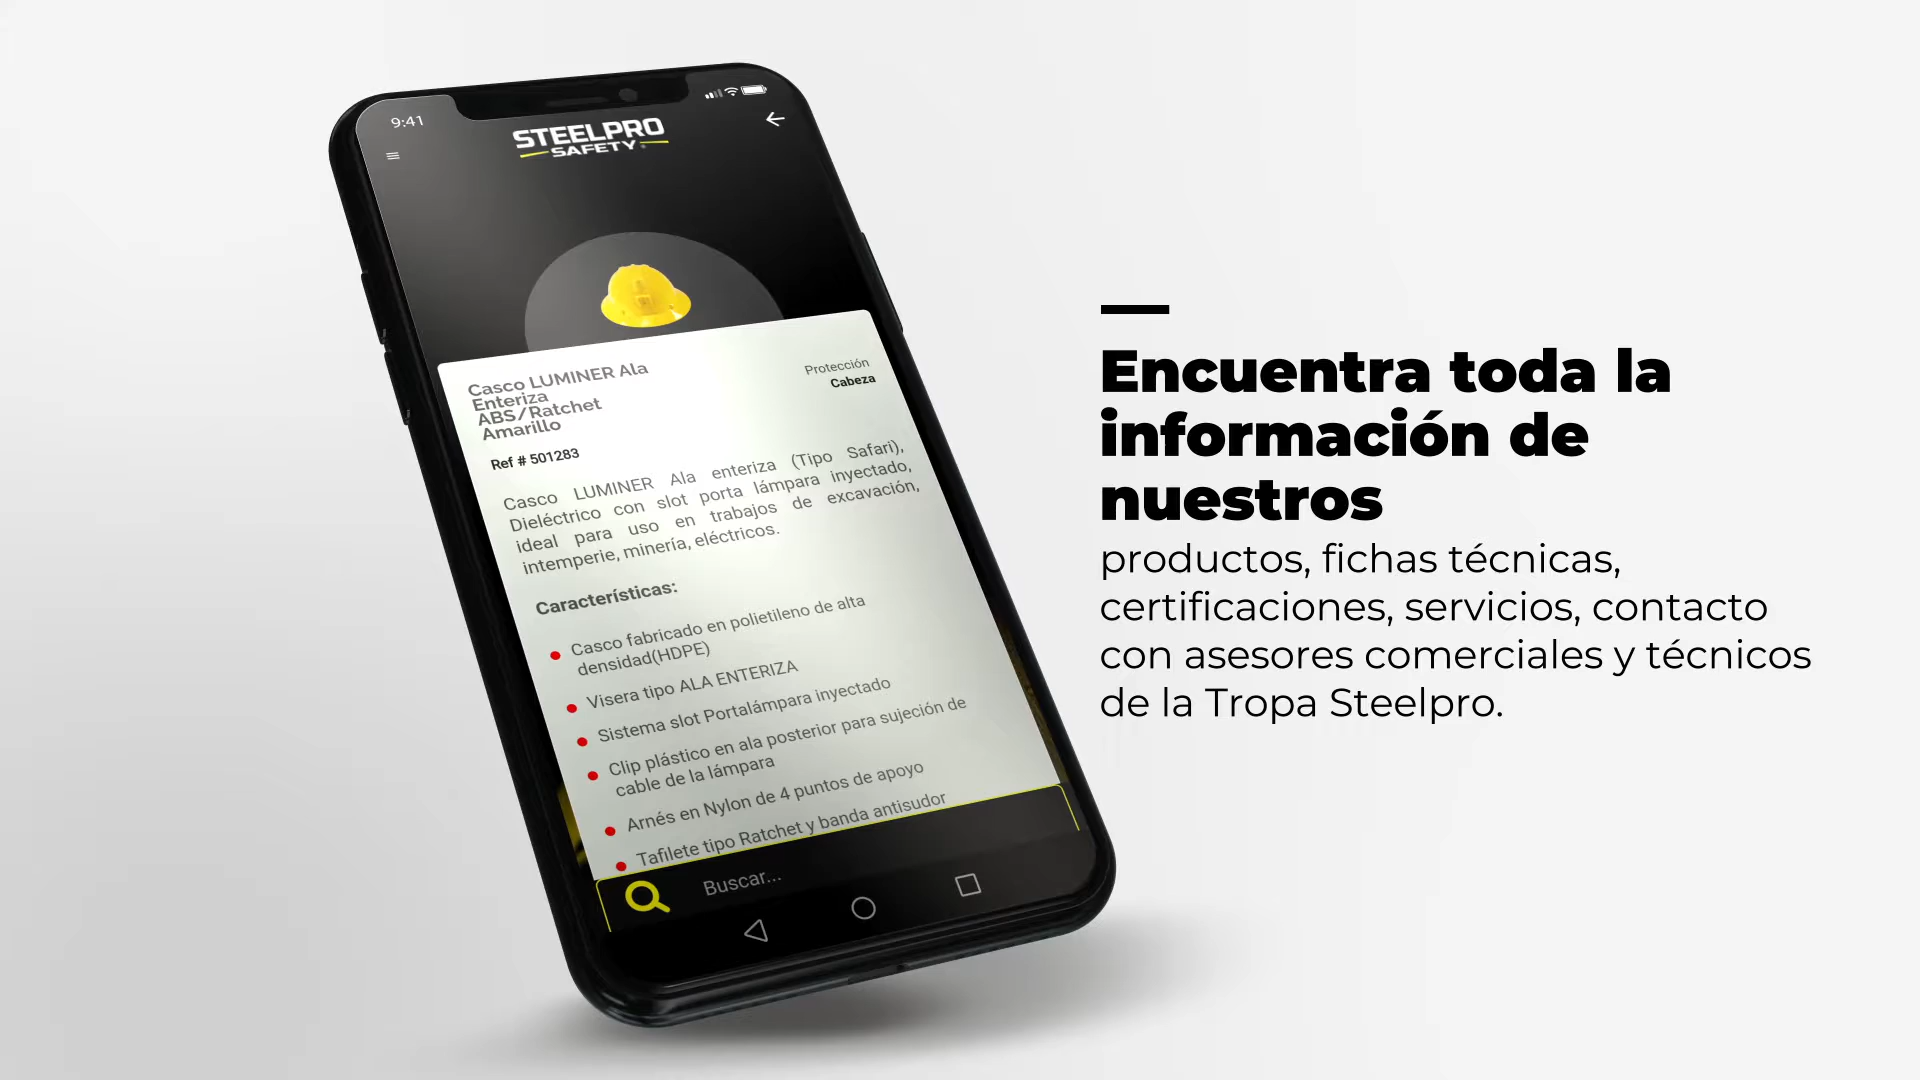 9:41
STEELPRO
SAFETY
Casco LUMINER Ala
Enteriza
ABS/Ratchet
Amarillo
Protección
Cabeza
Ref # 501283
Casco LUMINER Ala enteriza (Tipo Safari),
Dieléctrico con slot porta lámpara inyectado,
ideal para uso en trabajos de excavación,
intemperie, minería, eléctricos.
Características:
Casco fabricado en polietileno de alta
densidad(HDPE)
Visera tipo ALA ENTERIZA
Sistema slot Portalámpara inyectado
Clip plástico en ala posterior para sujeción de
cable de la lámpara
Arnés en Nylon de 4 puntos de apoyo
Tafilete tipo Ratchet y banda antisudor
Buscar...
Encuentra toda la
información de
nuestros
productos, fichas técnicas,
certificaciones, servicios, contacto
con asesores comerciales y técnicos
de la Tropa Steelpro.